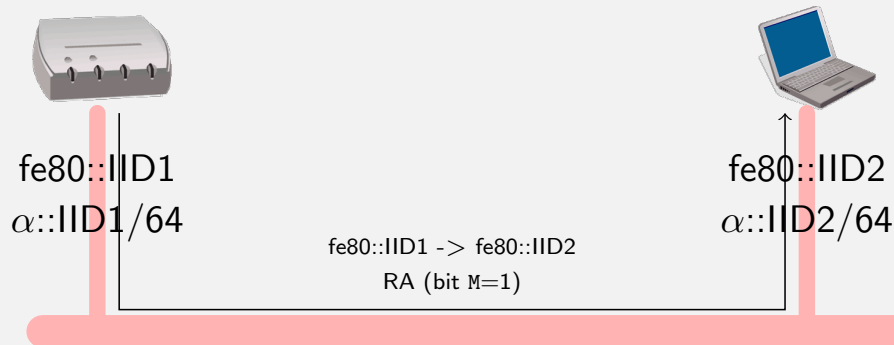 fe80::IID1
α::IID1/64
fe80::IID2
α::IID2/64
fe80::IID1 -> fe80::IID2
RA (bit M=1)